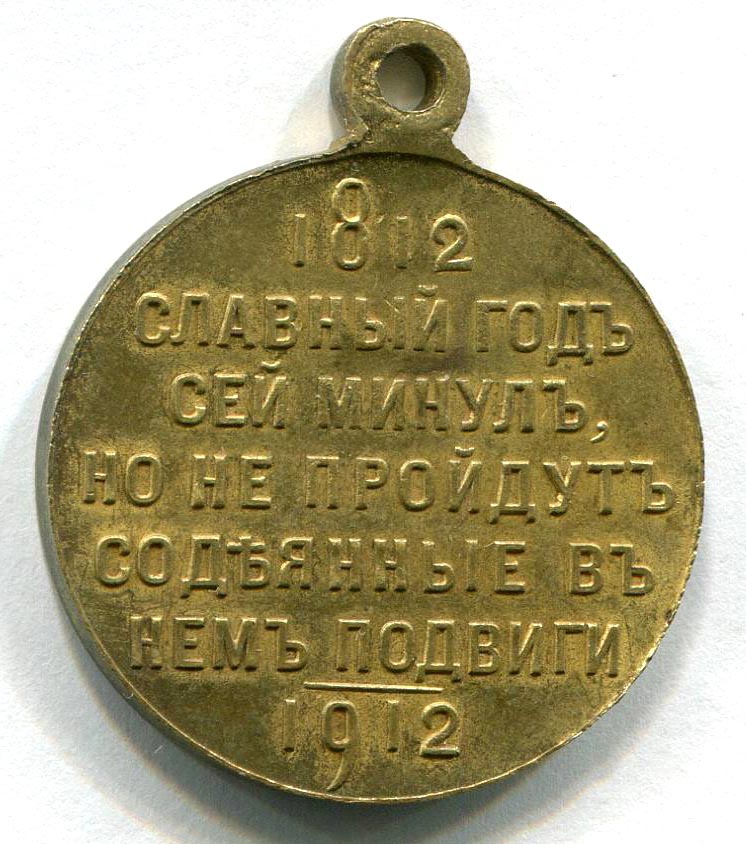 1812
СЛАВНЫЙ ГОДЪ
СЕЙ МИНУЛЪ,
НО НЕ ПРОЙДУТЪ
СОДѢЯННЫЕ ВЪ
НЕМЪ ПОДВИГИ
1912